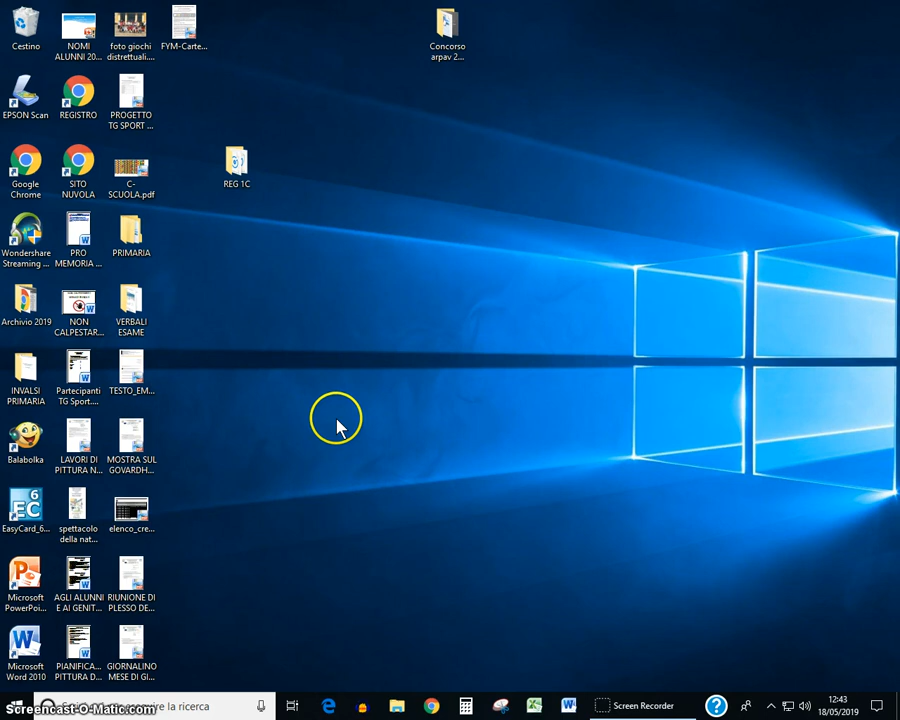 Cestino
NOMI
ALUNNI 20...
foto giochi
distrettuali....
FYM-Carte...
Concorso
arpav 2...
EPSON Scan
REGISTRO
PROGETTO
TG SPORT ...
Google
Chrome
SITO
NUVOLA
C-
SCUOLA.pdf
REG 1C
Wondershare
Streaming ...
PRO
MEMORIA ...
PRIMARIA
Archivio 2019
NON
CALPESTAR...
VERBALI
ESAME
INVALSI
PRIMARIA
Partecipanti
TG Sport....
TESTO_EM...
Balabolka
LAVORI DI
PITTURA N...
MOSTRA SUL
GOVARDH...
EasyCard_6...
spettacolo
della nat...
elenco_cre...
Microsoft
PowerPoi...
AGLI ALUNNI
E AI GENIT...
RIUNIONE DI
PLESSO DE...
Microsoft
Word 2010
PIANIFICA...
PITTURA D...
GIORNALINO
MESE DI GI...
Screencast-O-Matic.com
la ricerca
Screen Recorder
12:43
18/05/2019